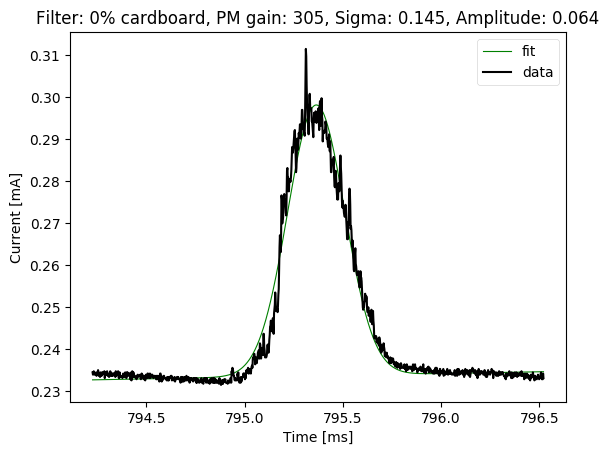 Filter: 0% cardboard, PM gain: 305, Sigma: 0.145, Amplitude: 0.064
fit
data
0.31
0.30
0.29
0.28
0.27
0.26
0.25
0.24
0.23
Current [mA]
794.5 795.0 795.5 796.0 796.5
Time [ms]